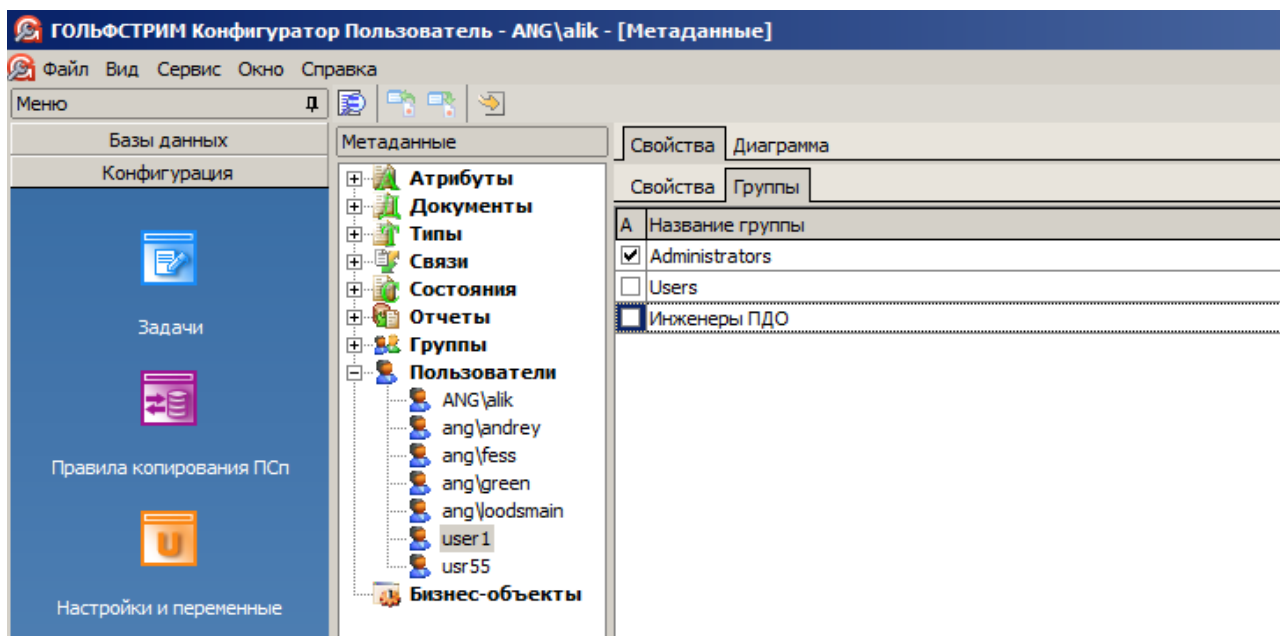 ГОЛЬФСТРИМ Конфигуратор Пользователь - ANG\alik - [Метаданные]
Файл Вид Сервис Окно Справка
Меню
Базы данных
Конфигурация
Задачи
Правила копирования ПСп
Настройки и переменные
Метаданные
Атрибуты
Документы
Типы
Связи
Состояния
Отчеты
Группы
Пользователи
ANG\alik
ang\andrey
ang\fess
ang\green
ang\loodsmain
user1
usr55
Бизнес-объекты
Свойства Диаграмма
Свойства Группы
А Название группы
Administrators
Users
Инженеры ПДО